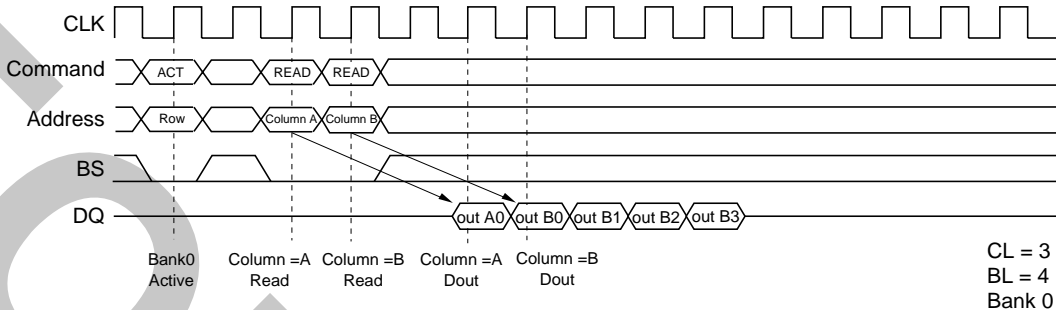 CLK
Command ACT READ READ
Address Row Column A Column B
BS
DQ out A0 out B0 out B1 out B2 out B3
Bank0 Column =A Column =B Column =A Column =B
Active Read Read Dout Dout
CL = 3
BL = 4
Bank 0